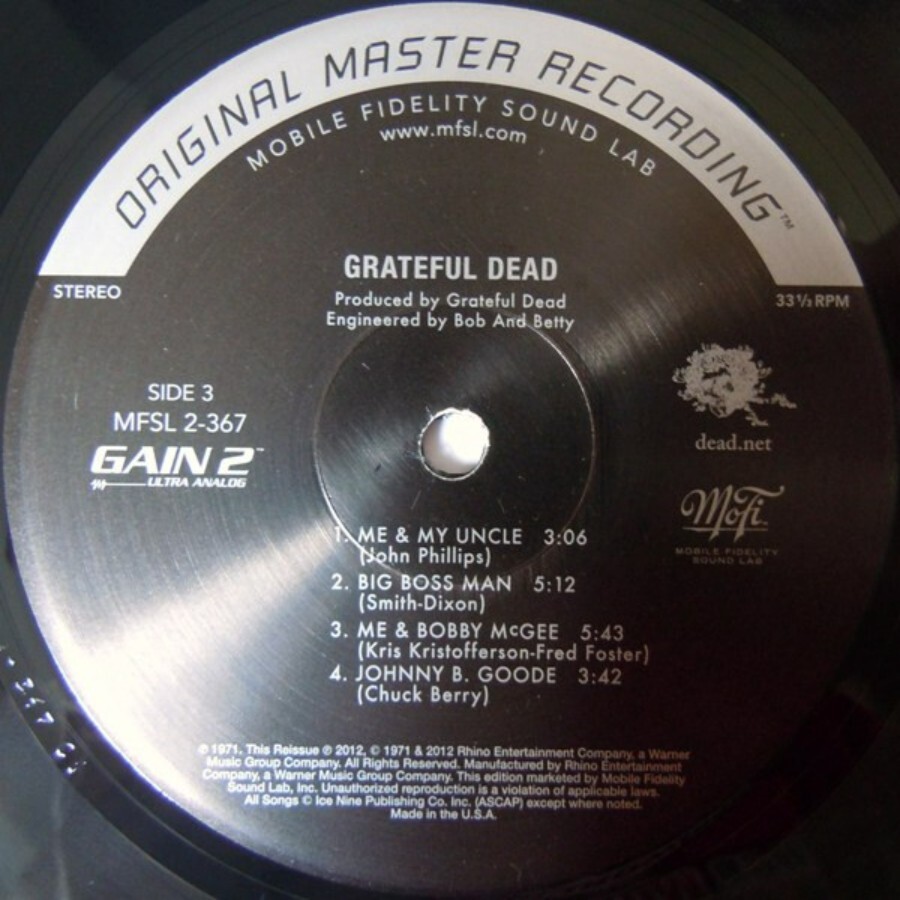 ORIGINAL MASTER RECORDING™
MOBILE FIDELITY SOUND LAB
www.mfsl.com
GRATEFUL DEAD
Produced by Grateful Dead
Engineered by Bob And Betty
STEREO
33⅓ RPM
SIDE 3
MFSL 2-367
GAIN 2™
ULTRA ANALOG
dead.net
MoFi
MOBILE FIDELITY
SOUND LAB
1. ME & MY UNCLE 3:06
(John Phillips)
2. BIG BOSS MAN 5:12
(Smith-Dixon)
3. ME & BOBBY McGEE 5:43
(Kris Kristofferson-Fred Foster)
4. JOHNNY B. GOODE 3:42
(Chuck Berry)
℗ 1971, This Reissue ℗ 2012, © 1971 & 2012 Rhino Entertainment Company, a Warner
Music Group Company. All Rights Reserved. Manufactured by Rhino Entertainment
Company, a Warner Music Group Company. This edition marketed by Mobile Fidelity
Sound Lab, Inc. Unauthorized reproduction is a violation of applicable laws.
All Songs © Ice Nine Publishing Co. Inc. (ASCAP) except where noted.
Made in the U.S.A.